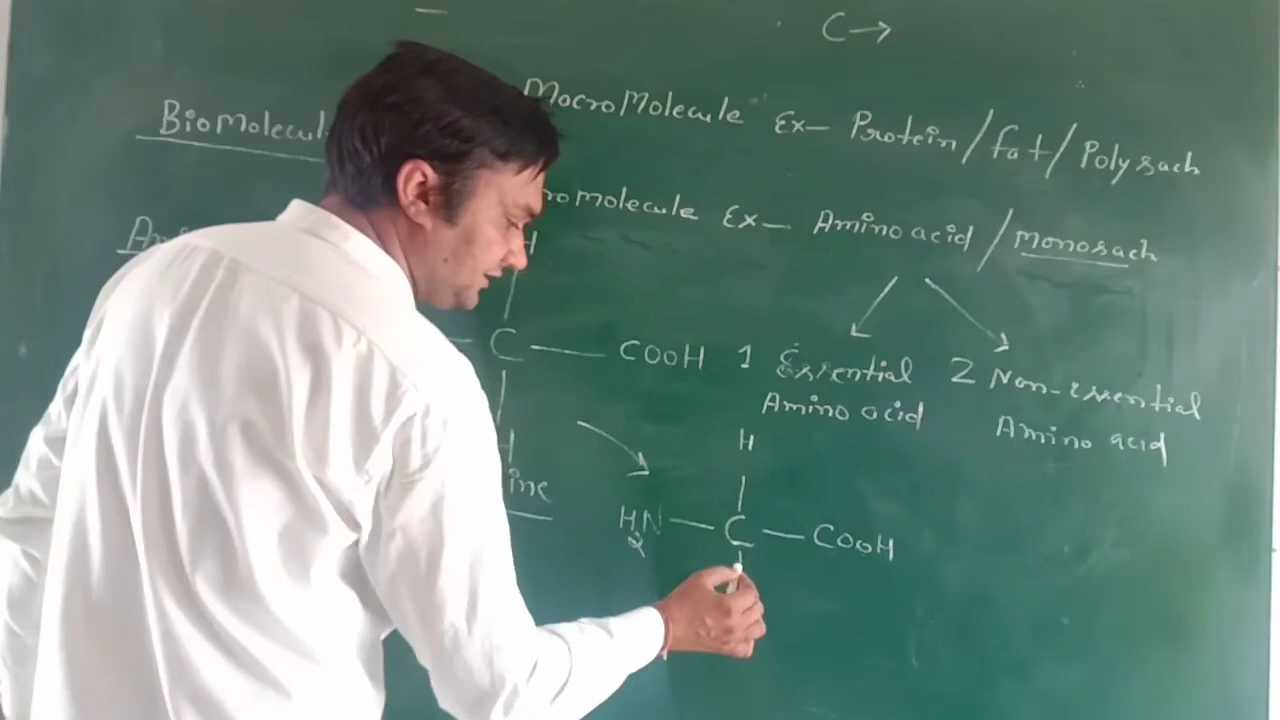 C→
MacroMolecule Ex- Protein/fat/Polysach
BioMolecul
romolecule Ex- Amino acid/monosach
H
C — COOH
1 Essential 2 Non-essential
Amino acid Amino acid
H
H
ine
H2N — C — COOH